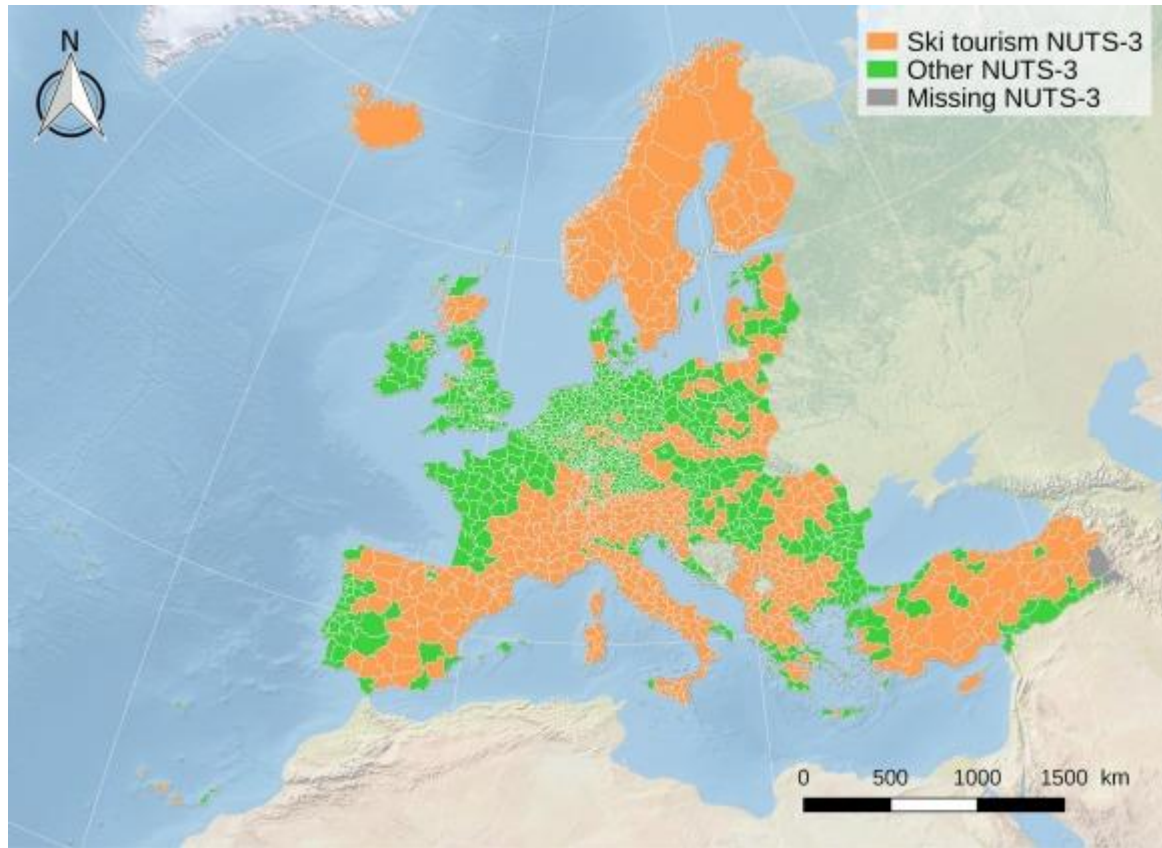 N
Ski tourism NUTS-3
Other NUTS-3
Missing NUTS-3
0 500 1000 1500 km